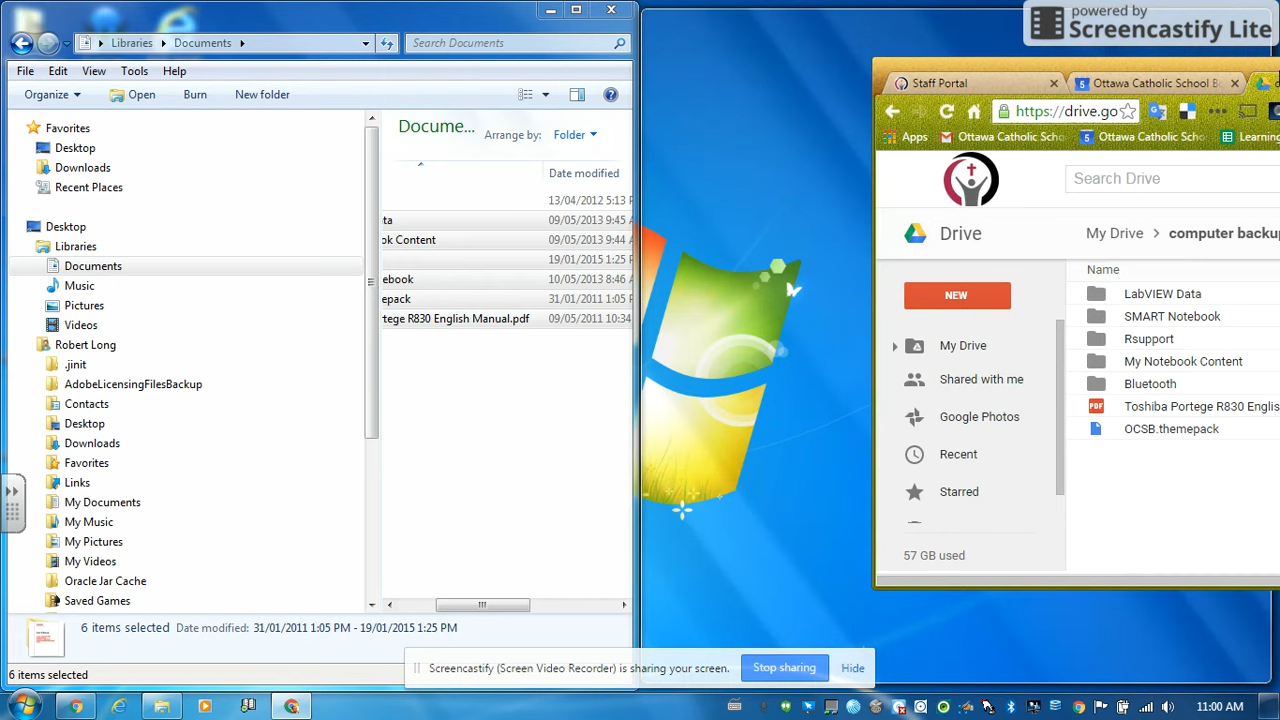 powered by
Screencastify Lite
Libraries Documents
Search Documents
File Edit View Tools Help
Organize Open Burn New folder
Favorites
Desktop
Downloads
Recent Places
Desktop
Libraries
Documents
Music
Pictures
Videos
Robert Long
.jinit
AdobeLicensingFilesBackup
Contacts
Desktop
Downloads
Favorites
Links
My Documents
My Music
My Pictures
My Videos
Oracle Jar Cache
Saved Games
Docume... Arrange by: Folder
Date modified
13/04/2012 5:13 P
ta 09/05/2013 9:45
ok Content 09/05/2013 9:44
19/01/2015 1:25 P
ebook 10/05/2013 8:46
epack 31/01/2011 1:05 P
tege R830 English Manual.pdf 09/05/2011 10:34
6 items selected Date modified: 31/01/2011 1:05 PM - 19/01/2015 1:25 PM
6 items selected
Staff Portal Ottawa Catholic School B
https://drive.go
Apps Ottawa Catholic Scho Ottawa Catholic Sc Learnin
Search Drive
Drive My Drive computer backu
NEW
My Drive
Shared with me
Google Photos
Recent
Starred
57 GB used
Name
LabVIEW Data
SMART Notebook
Rsupport
My Notebook Content
Bluetooth
PDF Toshiba Portege R830 Englis
OCSB.themepack
Screencastify (Screen Video Recorder) is sharing your screen. Stop sharing Hide
11:00 AM